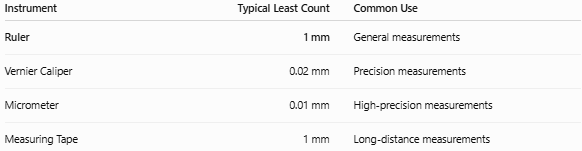 Instrument Typical Least Count Common Use
Ruler 1 mm General measurements
Vernier Caliper 0.02 mm Precision measurements
Micrometer 0.01 mm High-precision measurements
Measuring Tape 1 mm Long-distance measurements